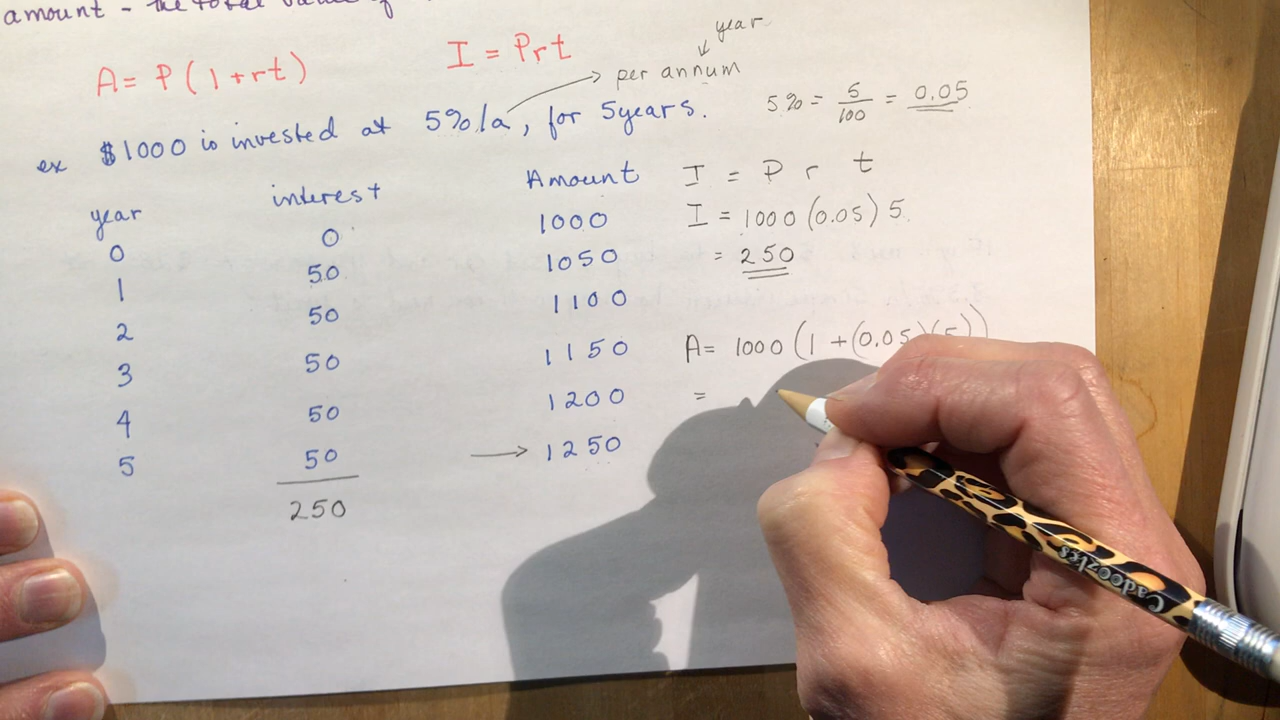 amount - the total value of
A = P(1+rt)
I = Prt
year
per annum
ex $1000 is invested at 5%/a, for 5years.
5% = 5/100 = 0.05
year interest Amount
0 0 1000
1 50 1050
2 50 1100
3 50 1150
4 50 1200
5 50 → 1250
250
I = P r t
I = 1000 (0.05) 5
= 250
A = 1000 (1 + (0.05)(5))
=
Cadoozles